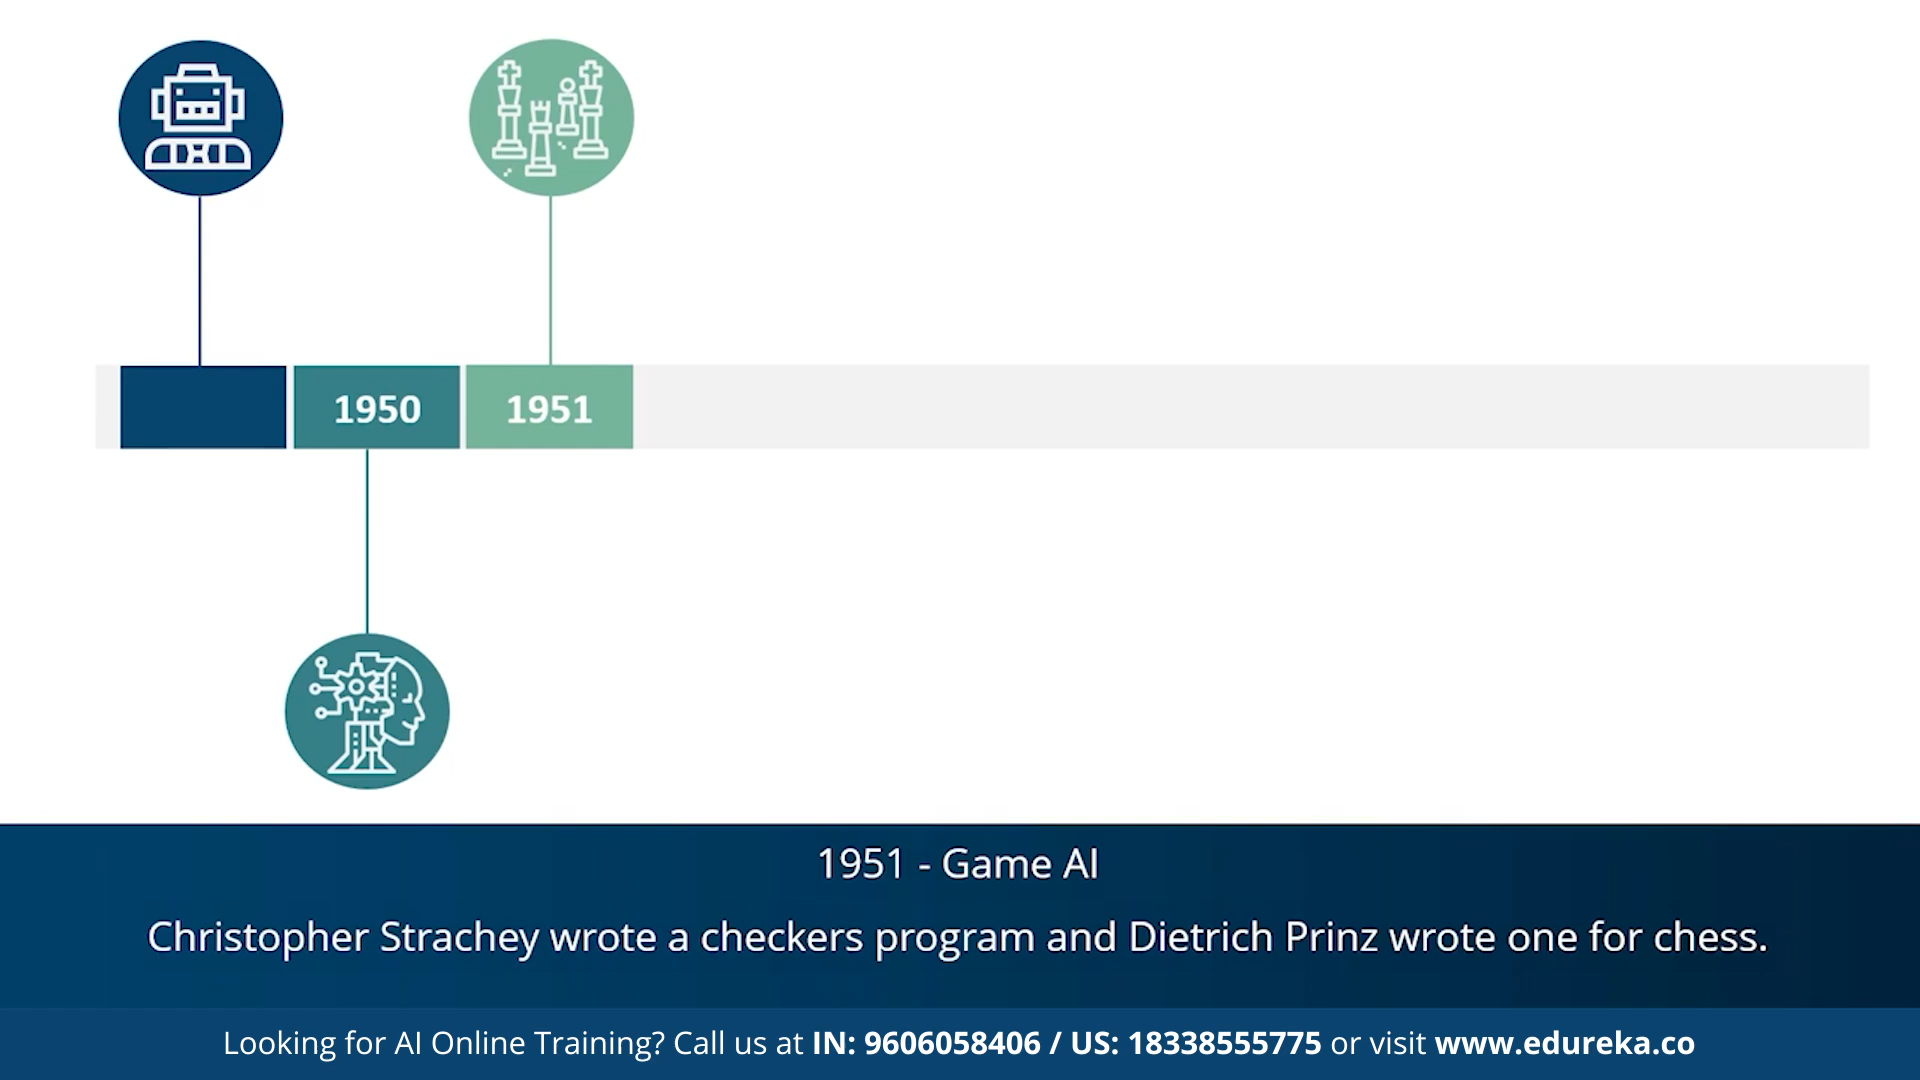 1950
1951
1951 - Game AI
Christopher Strachey wrote a checkers program and Dietrich Prinz wrote one for chess.
Looking for AI Online Training? Call us at IN: 9606058406 / US: 18338555775 or visit www.edureka.co